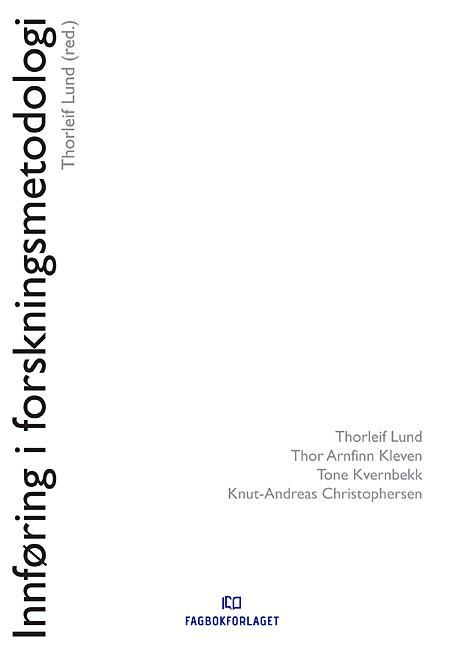 Innføring i forskningsmetodologi
Thorleif Lund (red.)
Thorleif Lund
Thor Arnfinn Kleven
Tone Kvernbekk
Knut-Andreas Christophersen
FAGBOKFORLAGET